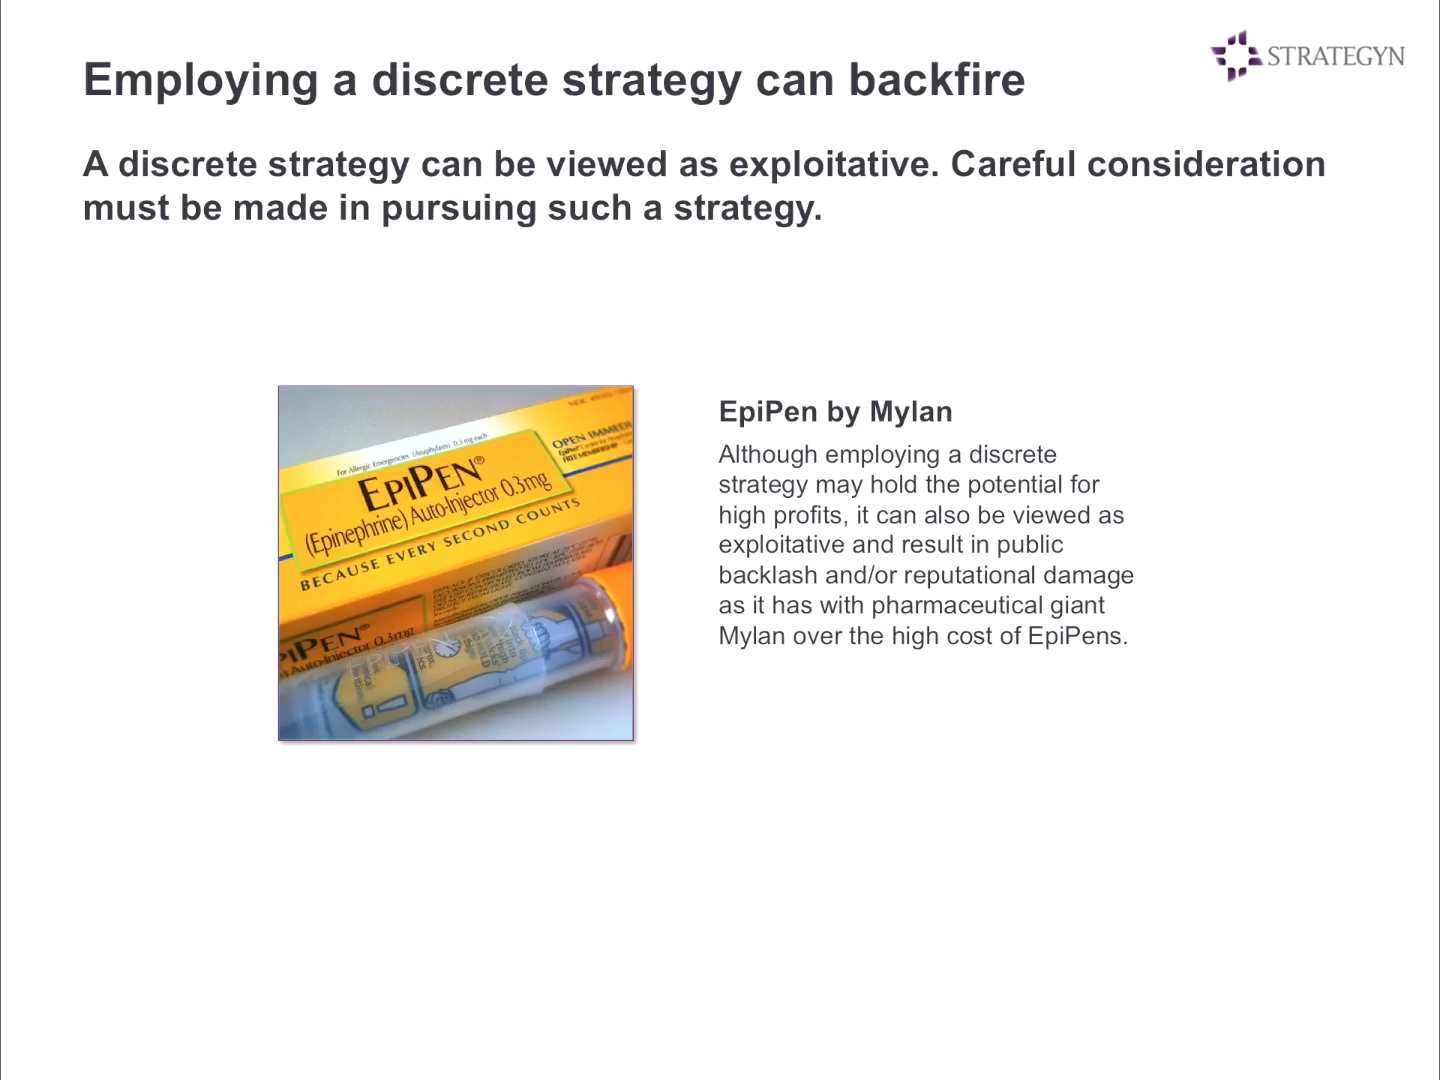 Employing a discrete strategy can backfire
STRATEGYN
A discrete strategy can be viewed as exploitative. Careful consideration
must be made in pursuing such a strategy.
EpiPen by Mylan
Although employing a discrete
strategy may hold the potential for
high profits, it can also be viewed as
exploitative and result in public
backlash and/or reputational damage
as it has with pharmaceutical giant
Mylan over the high cost of EpiPens.
For Allergic Emergencies (Anaphylaxis) 0.3 mg each
EPIPEN®
(Epinephrine) Auto-Injector 0.3mg
BECAUSE EVERY SECOND COUNTS
OPEN IMMEDI
FREE MEMBERSHIP
PIPEN®
Auto-Injector 0.3mg